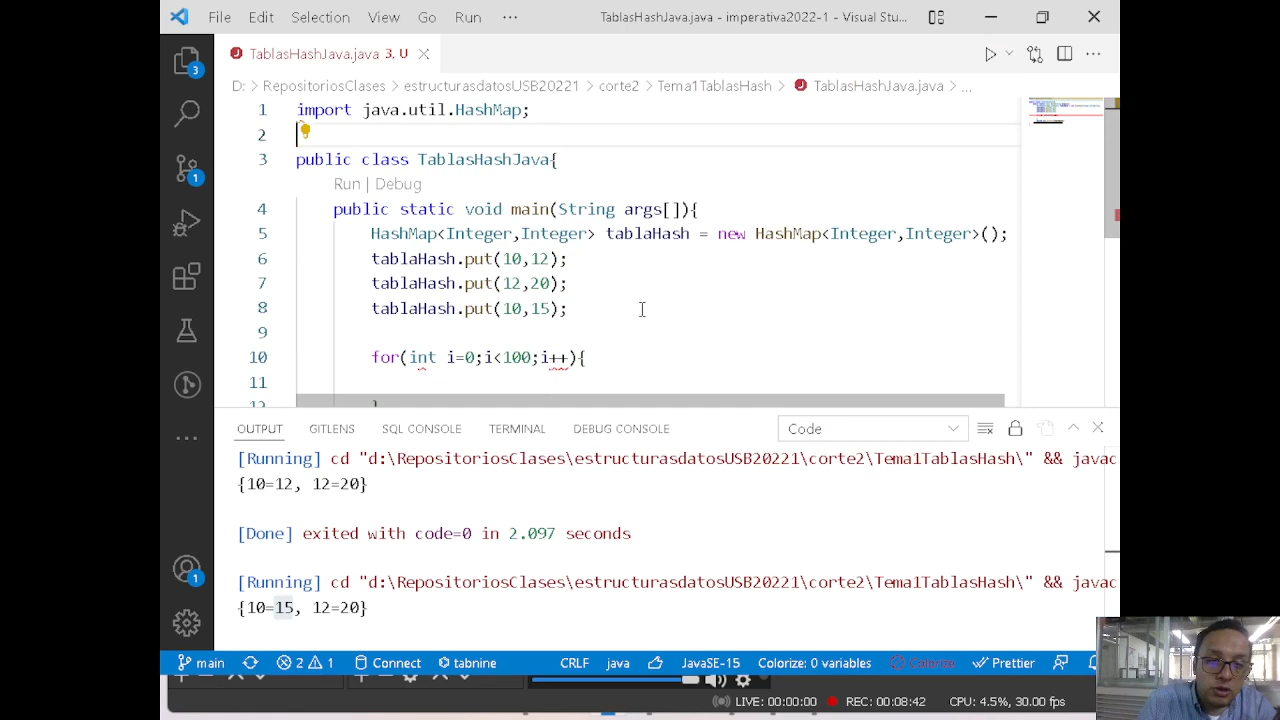 File Edit Selection View Go Run ··· TablasHashJava.java - imperativa2022-1 - Visual Stu...
TablasHashJava.java 3, U
D: > RepositoriosClases > estructurasdatosUSB20221 > corte2 > Tema1TablasHash > TablasHashJava.java > ...
3
1
1
1 import java.util.HashMap;
2
3 public class TablasHashJava{
Run | Debug
4 public static void main(String args[]){
5 HashMap<Integer,Integer> tablaHash = new HashMap<Integer,Integer>();
6 tablaHash.put(10,12);
7 tablaHash.put(12,20);
8 tablaHash.put(10,15);
9
10 for(int i=0;i<100;i++){
11
12 }
OUTPUT GITLENS SQL CONSOLE TERMINAL DEBUG CONSOLE Code
[Running] cd "d:\RepositoriosClases\estructurasdatosUSB20221\corte2\Tema1TablasHash\" && javac
{10=12, 12=20}
[Done] exited with code=0 in 2.097 seconds
[Running] cd "d:\RepositoriosClases\estructurasdatosUSB20221\corte2\Tema1TablasHash\" && javac
{10=15, 12=20}
main 2 1 Connect tabnine CRLF java JavaSE-15 Colorize: 0 variables Colorize Prettier
LIVE: 00:00:00 REC: 00:08:42 CPU: 4.5%, 30.00 fps